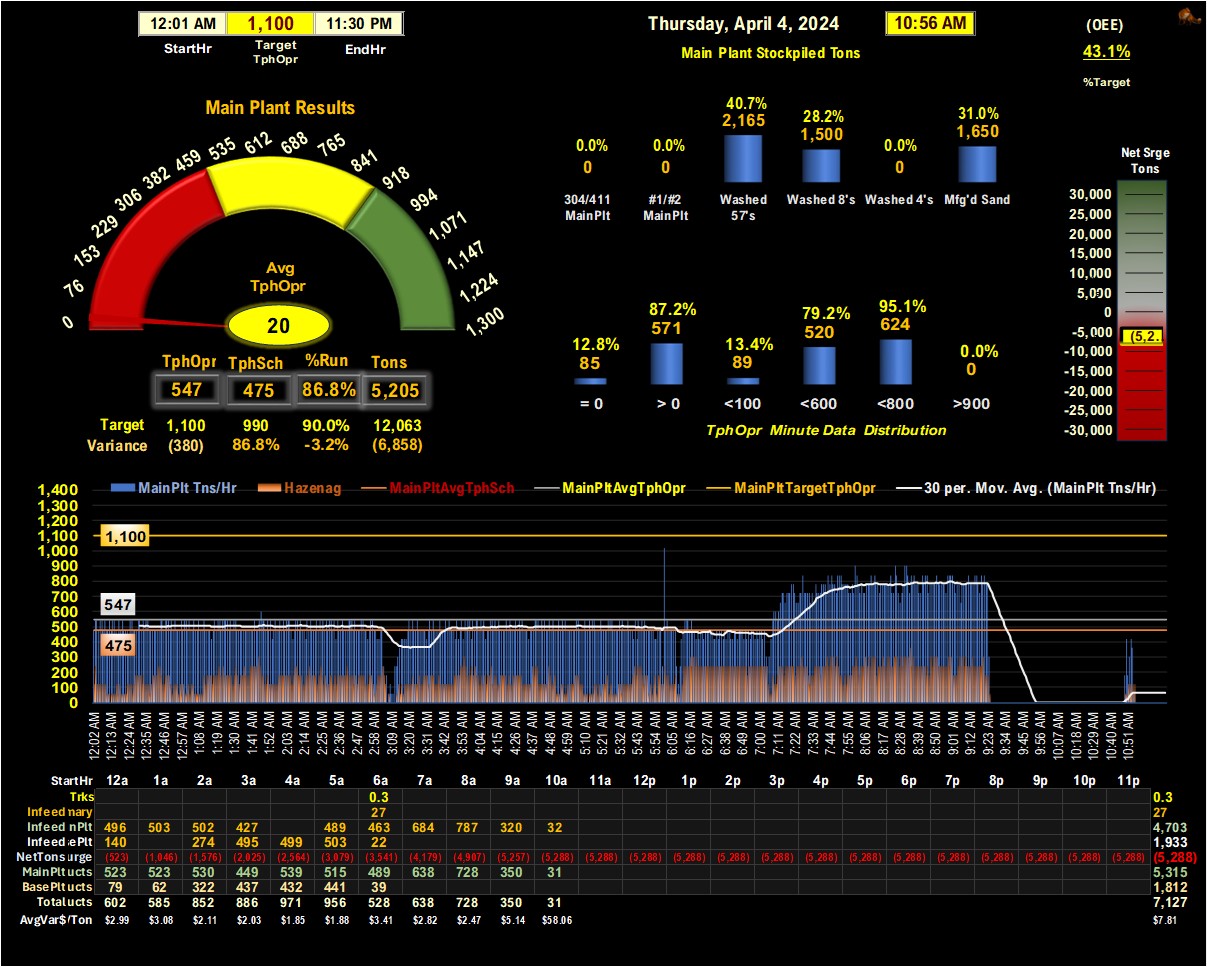 12:01 AM 1,100 11:30 PM
StartHr Target TphOpr EndHr
Thursday, April 4, 2024 10:56 AM
Main Plant Stockpiled Tons
(OEE)
43.1%
%Target
Main Plant Results
0 76 153 229 306 382 459 535 612 688 765 841 918 994 1,071 1,147 1,224 1,300
Avg
TphOpr
20
TphOpr TphSch %Run Tons
547 475 86.8% 5,205
Target 1,100 990 90.0% 12,063
Variance (380) 86.8% -3.2% (6,858)
0.0% 0.0% 40.7% 28.2% 0.0% 31.0%
0 0 2,165 1,500 0 1,650
304/411 #1/#2 Washed Washed 8's Washed 4's Mfg'd Sand
MainPlt MainPlt 57's
12.8% 87.2% 13.4% 79.2% 95.1% 0.0%
85 571 89 520 624 0
= 0 > 0 <100 <600 <800 >900
TphOpr Minute Data Distribution
Net Srge
Tons
30,000
25,000
20,000
15,000
10,000
5,000
0
-5,000
(5,2.
-10,000
-15,000
-20,000
-25,000
-30,000
MainPlt Tns/Hr Hazenag MainPltAvgTphSch MainPltAvgTphOpr MainPltTargetTphOpr 30 per. Mov. Avg. (MainPlt Tns/Hr)
1,400
1,300
1,200
1,100
1,000
900
800
700
600
500
400
300
200
100
0
1,100
547
475
12:02 AM 12:13 AM 12:24 AM 12:35 AM 12:46 AM 12:57 AM 1:08 AM 1:19 AM 1:30 AM 1:41 AM 1:52 AM 2:03 AM 2:14 AM 2:25 AM 2:36 AM 2:47 AM 2:58 AM 3:09 AM 3:20 AM 3:31 AM 3:42 AM 3:53 AM 4:04 AM 4:15 AM 4:26 AM 4:37 AM 4:48 AM 4:59 AM 5:10 AM 5:21 AM 5:32 AM 5:43 AM 5:54 AM 6:05 AM 6:16 AM 6:27 AM 6:38 AM 6:49 AM 7:00 AM 7:11 AM 7:22 AM 7:33 AM 7:44 AM 7:55 AM 8:06 AM 8:17 AM 8:28 AM 8:39 AM 8:50 AM 9:01 AM 9:12 AM 9:23 AM 9:34 AM 9:45 AM 9:56 AM 10:07 AM 10:18 AM 10:29 AM 10:40 AM 10:51 AM
StartHr 12a 1a 2a 3a 4a 5a 6a 7a 8a 9a 10a 11a 12p 1p 2p 3p 4p 5p 6p 7p 8p 9p 10p 11p
Trks 0.3 0.3
Infeed mary 27 27
Infeed nPlt 496 503 502 427 489 463 684 787 320 32 4,703
Infeed ePlt 140 274 495 499 503 22 1,933
NetTons urge (523) (1,046) (1,576) (2,025) (2,564) (3,079) (3,541) (4,179) (4,907) (5,257) (5,288) (5,288) (5,288) (5,288) (5,288) (5,288) (5,288) (5,288) (5,288) (5,288) (5,288) (5,288) (5,288) (5,288) (5,288)
MainPlt ucts 523 523 530 449 539 515 489 638 728 350 31 5,315
BasePlt ucts 79 62 322 437 432 441 39 1,812
Total ucts 602 585 852 886 971 956 528 638 728 350 31 7,127
AvgVar$/Ton $2.99 $3.08 $2.11 $2.03 $1.85 $1.88 $3.41 $2.82 $2.47 $5.14 $58.06 $7.81